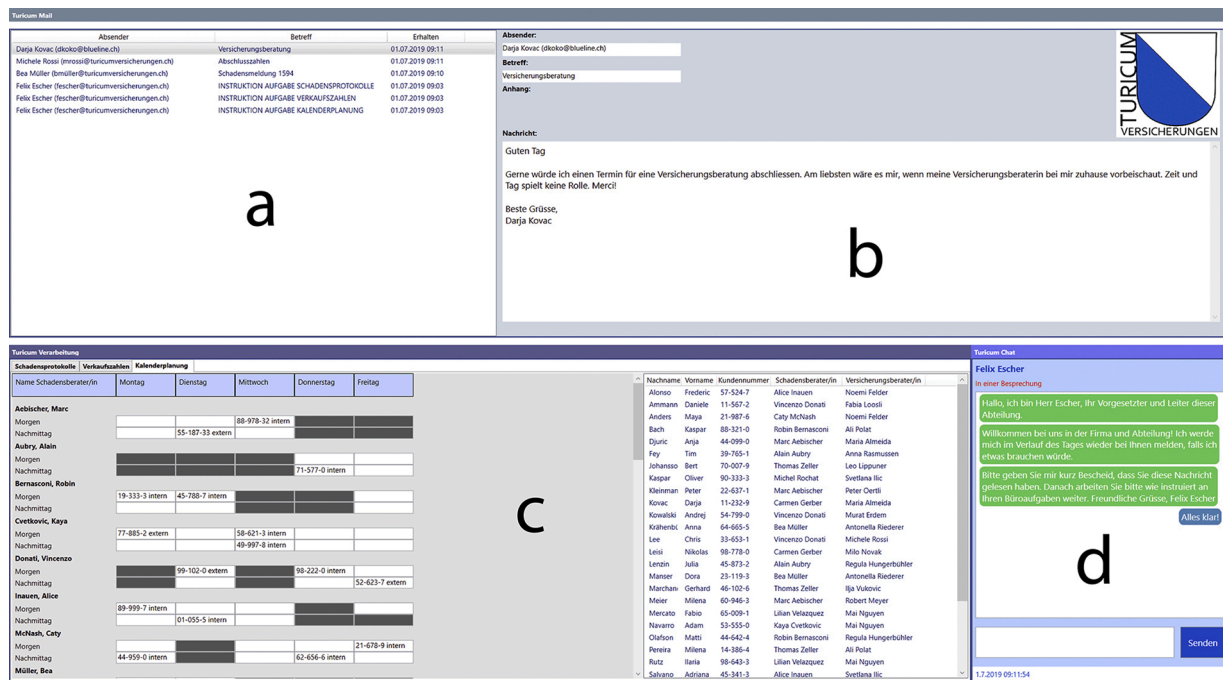 Turicum Mail
Absender Betreff Erhalten
Darja Kovac (dkoko@blueline.ch) Versicherungsberatung 01.07.2019 09:11
Michele Rossi (mrossi@turicumversicherungen.ch) Abschlusszahlen 01.07.2019 09:11
Bea Müller (bmüller@turicumversicherungen.ch) Schadensmeldung 1594 01.07.2019 09:10
Felix Escher (fescher@turicumversicherungen.ch) INSTRUKTION AUFGABE SCHADENSPROTOKOLLE 01.07.2019 09:03
Felix Escher (fescher@turicumversicherungen.ch) INSTRUKTION AUFGABE VERKAUFSZAHLEN 01.07.2019 09:03
Felix Escher (fescher@turicumversicherungen.ch) INSTRUKTION AUFGABE KALENDERPLANUNG 01.07.2019 09:03
a
Absender:
Darja Kovac (dkoko@blueline.ch)
Betreff:
Versicherungsberatung
Anhang:
TURICUM
VERSICHERUNGEN
Nachricht:
Guten Tag
Gerne würde ich einen Termin für eine Versicherungsberatung abschliessen. Am liebsten wäre es mir, wenn meine Versicherungsberaterin bei mir zuhause vorbeischaut. Zeit und
Tag spielt keine Rolle. Merci!
Beste Grüsse,
Darja Kovac
b
Turicum Verarbeitung
Schadensprotokolle Verkaufszahlen Kalenderplanung
Name Schadensberater/in Montag Dienstag Mittwoch Donnerstag Freitag
Aebischer, Marc
Morgen 88-978-32 intern
Nachmittag 55-187-33 extern
Aubry, Alain
Morgen
Nachmittag 71-577-0 intern
Bernasconi, Robin
Morgen 19-333-3 intern 45-788-7 intern
Nachmittag
Cvetkovic, Kaya
Morgen 77-885-2 extern 58-621-3 intern
Nachmittag 49-997-8 intern
Donati, Vincenzo
Morgen 99-102-0 extern 98-222-0 intern
Nachmittag 52-623-7 extern
Inauen, Alice
Morgen 89-999-7 intern
Nachmittag 01-055-5 intern
McNash, Caty
Morgen 21-678-9 intern
Nachmittag 44-959-0 intern 62-656-6 intern
Müller, Bea
c
Nachname Vorname Kundennummer Schadensberater/in Versicherungsberater/in
Alonso Frederic 57-524-7 Alice Inauen Noemi Felder
Ammann Daniele 11-567-2 Vincenzo Donati Fabia Loosli
Anders Maya 21-987-6 Caty McNash Noemi Felder
Bach Kaspar 88-321-0 Robin Bernasconi Ali Polat
Djuric Anja 44-099-0 Marc Aebischer Maria Almeida
Fey Tim 39-765-1 Alain Aubry Anna Rasmussen
Johansso Bert 70-007-9 Thomas Zeller Leo Lippuner
Kaspar Oliver 90-333-3 Michel Rochat Svetlana Ilic
Kleinman Peter 22-637-1 Marc Aebischer Peter Oertli
Kovac Darja 11-232-9 Carmen Gerber Maria Almeida
Kowalski Andrej 54-799-0 Vincenzo Donati Murat Erdem
Krähenbü Anna 64-665-5 Bea Müller Antonella Riederer
Lee Chris 33-653-1 Vincenzo Donati Michele Rossi
Leisi Nikolas 98-778-0 Carmen Gerber Milo Novak
Lenzin Julia 45-873-2 Alain Aubry Regula Hungerbühler
Manser Dora 23-119-3 Bea Müller Antonella Riederer
Marchan Gerhard 46-102-6 Thomas Zeller Ilja Vukovic
Meier Milena 60-946-3 Marc Aebischer Robert Meyer
Mercato Fabio 65-009-1 Lilian Velazquez Mai Nguyen
Navarro Adam 53-555-0 Kaya Cvetkovic Mai Nguyen
Olafson Matti 44-642-4 Robin Bernasconi Regula Hungerbühler
Pereira Milena 14-386-4 Thomas Zeller Ali Polat
Rutz Ilaria 98-643-3 Lilian Velazquez Mai Nguyen
Salvano Adriana 45-341-3 Alice Inauen Svetlana Ilic
Turicum Chat
Felix Escher
In einer Besprechung
Hallo, ich bin Herr Escher, Ihr Vorgesetzter und Leiter dieser
Abteilung.
Willkommen bei uns in der Firma und Abteilung! Ich werde
mich im Verlauf des Tages wieder bei Ihnen melden, falls ich
etwas brauchen würde.
Bitte geben Sie mir kurz Bescheid, dass Sie diese Nachricht
gelesen haben. Danach arbeiten Sie bitte wie instruiert an
Ihren Büroaufgaben weiter. Freundliche Grüsse, Felix Escher
Alles klar!
d
Senden
1.7.2019 09:11:54